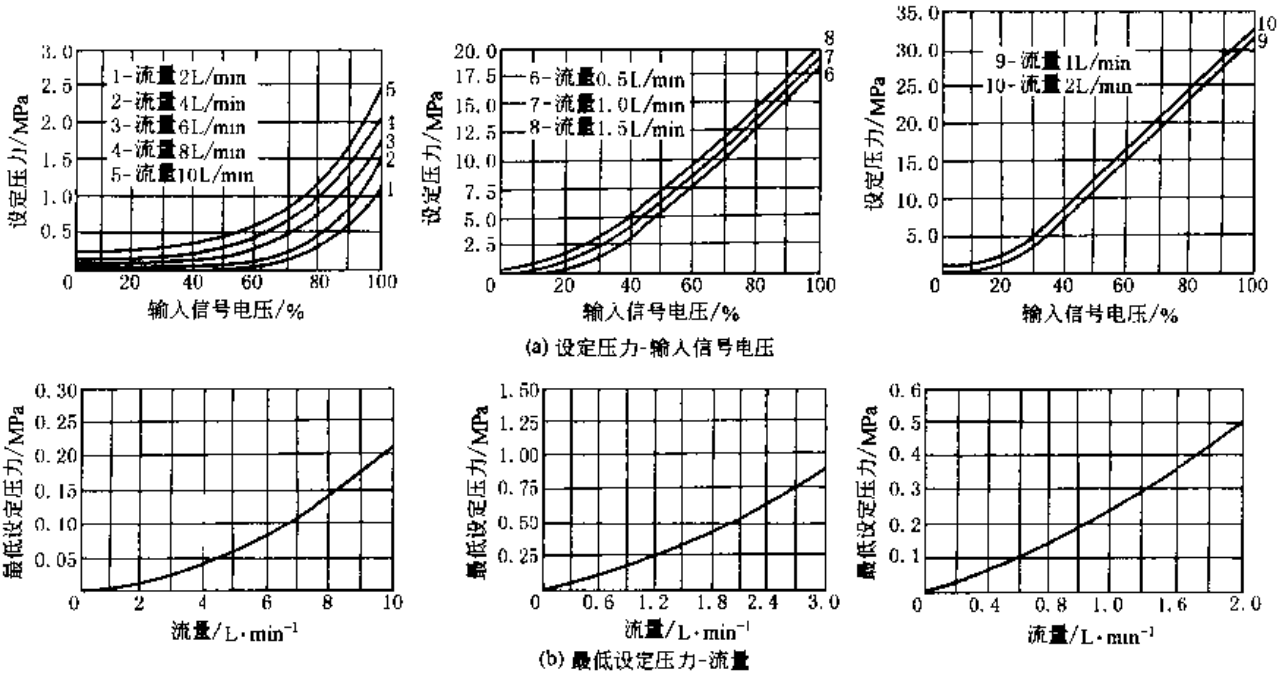 3.0
2.5
2.0
1.5
1.0
0.5
设定压力/MPa
1-流量2L/min
2-流量4L/min
3-流量6L/min
4-流量8L/min
5-流量10L/min
5
4
3
2
1
0 20 40 60 80 100
输入信号电压/%
20.0
17.5
15.0
12.5
10.0
7.5
5.0
2.5
设定压力/MPa
6-流量0.5L/min
7-流量1.0L/min
8-流量1.5L/min
8
7
6
0 20 40 60 80 100
输入信号电压/%
35.0
30.0
25.0
20.0
15.0
10.0
5.0
设定压力/MPa
9-流量1L/min
10-流量2L/min
10
9
0 20 40 60 80 100
输入信号电压/%
(a) 设定压力-输入信号电压
0.30
0.25
0.20
0.15
0.10
0.05
最低设定压力/MPa
0 2 4 6 8 10
流量/L·min⁻¹
1.50
1.25
1.00
0.75
0.50
0.25
最低设定压力/MPa
0 0.6 1.2 1.8 2.4 3.0
流量/L·min⁻¹
0.6
0.5
0.4
0.3
0.2
0.1
最低设定压力/MPa
0 0.4 0.8 1.0 1.6 2.0
流量/L·min⁻¹
(b) 最低设定压力-流量